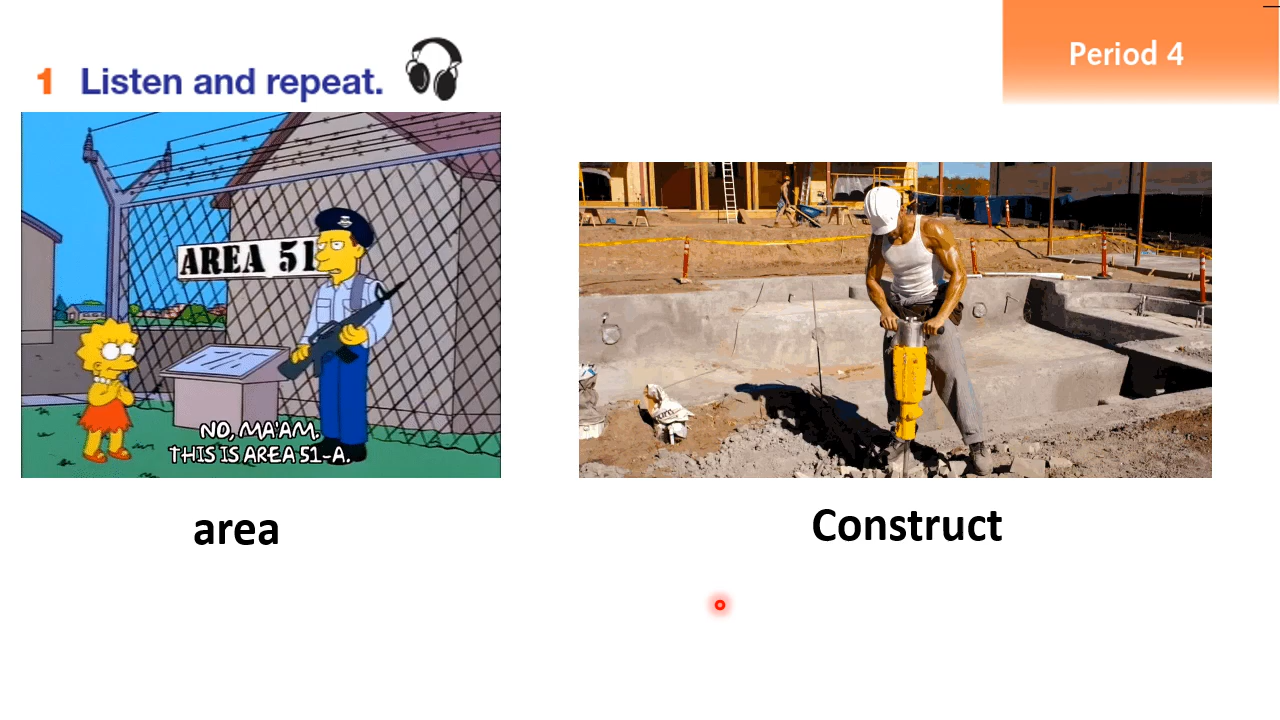 Period 4
1 Listen and repeat.
AREA 51
NO, MA'AM.
THIS IS AREA 51-A.
area
Construct